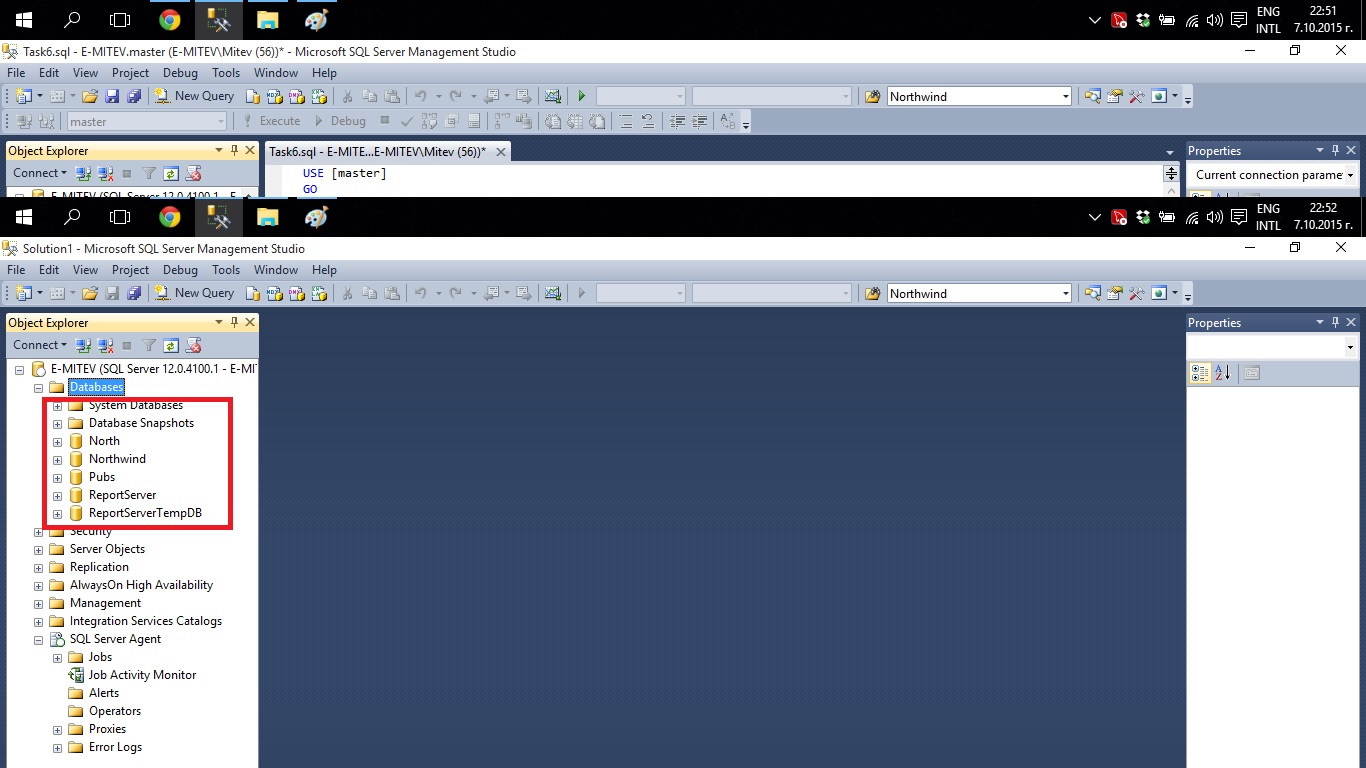 ENG 22:51
INTL 7.10.2015 г.
Task6.sql - E-MITEV.master (E-MITEV\Mitev (56))* - Microsoft SQL Server Management Studio
File Edit View Project Debug Tools Window Help
New Query Northwind
master Execute Debug
Object Explorer Task6.sql - E-MITE...E-MITEV\Mitev (56))* Properties
Connect USE [master] Current connection parame
GO
E-MITEV (SQL Server 12.0.4100.1 - E
ENG 22:52
INTL 7.10.2015 г.
Solution1 - Microsoft SQL Server Management Studio
File Edit View Project Debug Tools Window Help
New Query Northwind
Object Explorer Properties
Connect
E-MITEV (SQL Server 12.0.4100.1 - E-MIT
Databases
System Databases
Database Snapshots
North
Northwind
Pubs
ReportServer
ReportServerTempDB
Security
Server Objects
Replication
AlwaysOn High Availability
Management
Integration Services Catalogs
SQL Server Agent
Jobs
Job Activity Monitor
Alerts
Operators
Proxies
Error Logs